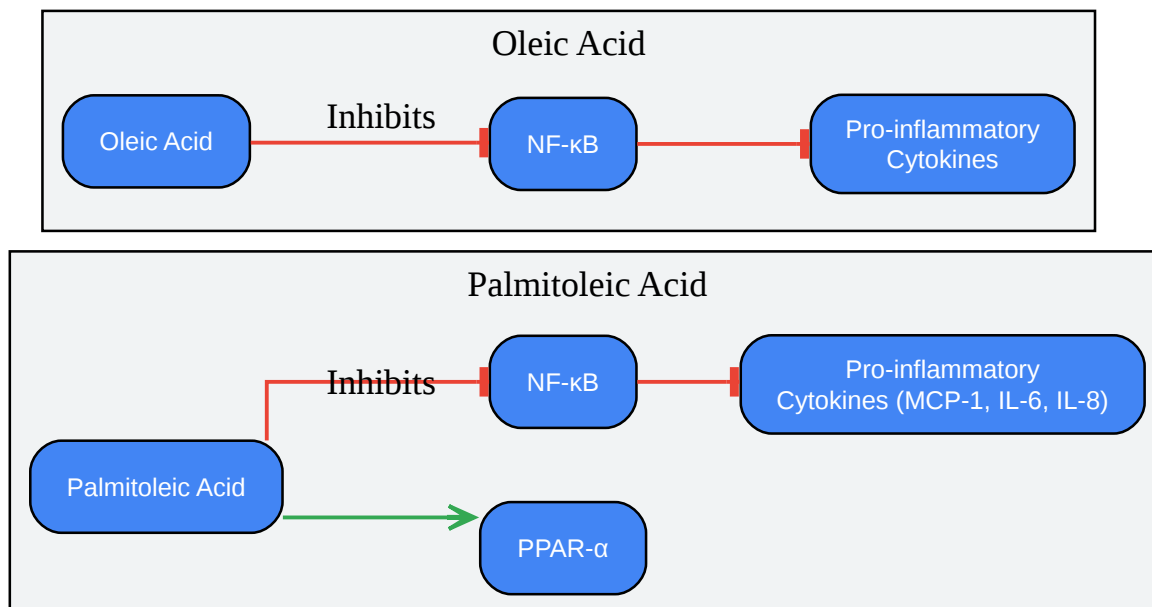 Oleic Acid
Inhibits
Oleic Acid
NF-κB
Pro-inflammatory
Cytokines
Palmitoleic Acid
Inhibits
NF-κB
Pro-inflammatory
Cytokines (MCP-1, IL-6, IL-8)
Palmitoleic Acid
PPAR-α